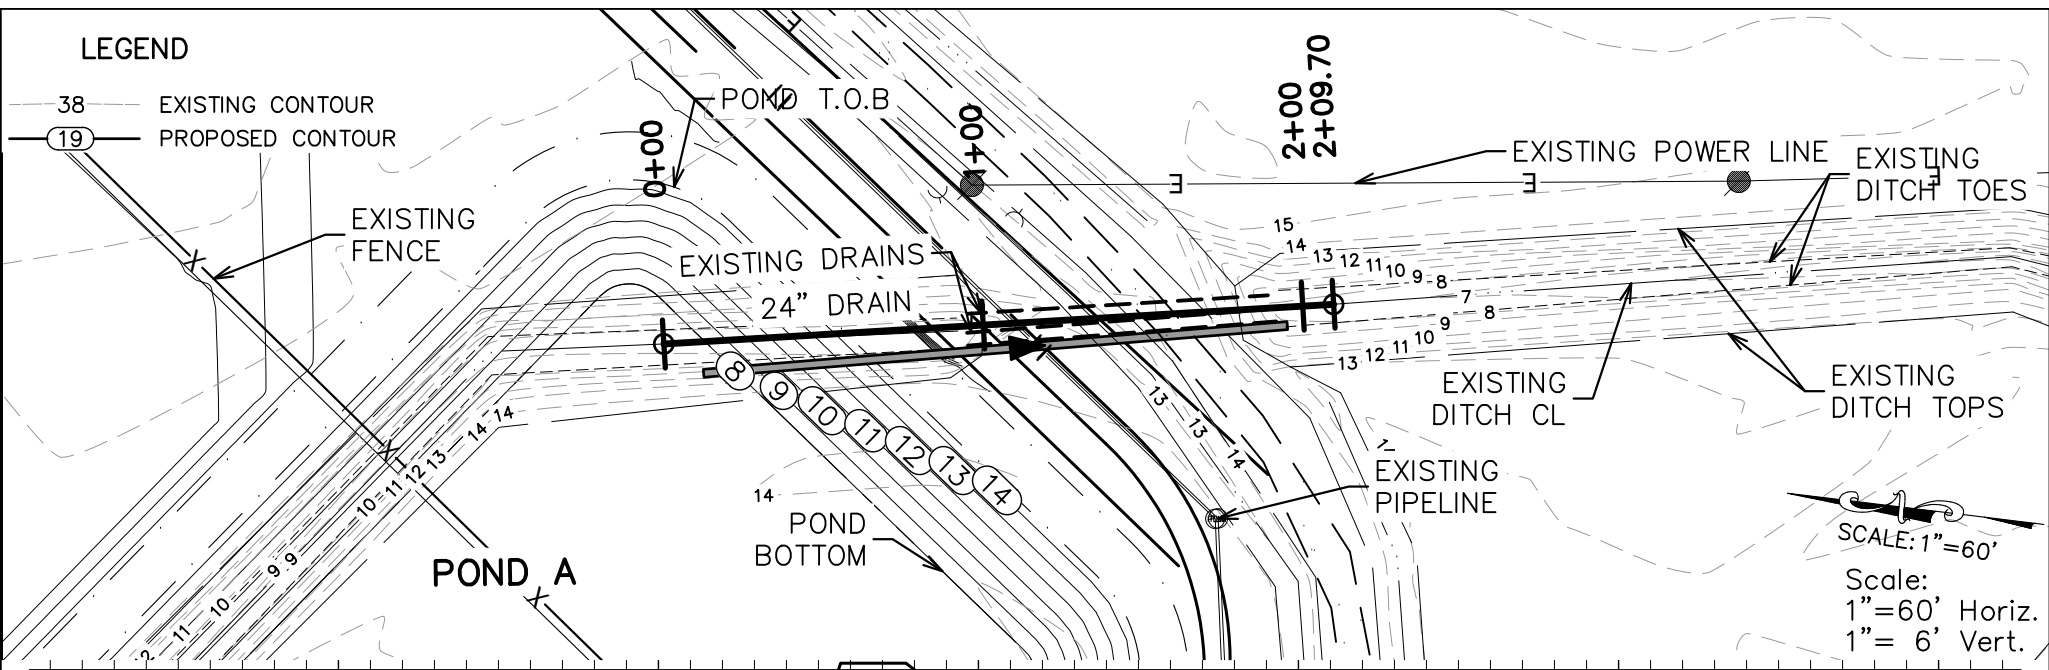 LEGEND
38 EXISTING CONTOUR
19 PROPOSED CONTOUR
POND T.O.B
0+00
1+00
2+00
2+09.70
EXISTING POWER LINE
E
E
E
E
EXISTING
DITCH TOES
EXISTING
FENCE
X
X
X
EXISTING DRAINS
24” DRAIN
15
14
13 12 11 10 9 8
7
8
9
10
11
12
13
8
9
10
11
12
13
14
14
14
13
12
11
10
9
9
10
11
14
13
13
14
EXISTING
DITCH CL
EXISTING
DITCH TOPS
EXISTING
PIPELINE
POND
BOTTOM
POND A
SCALE: 1”=60’
Scale:
1”=60’ Horiz.
1”= 6’ Vert.